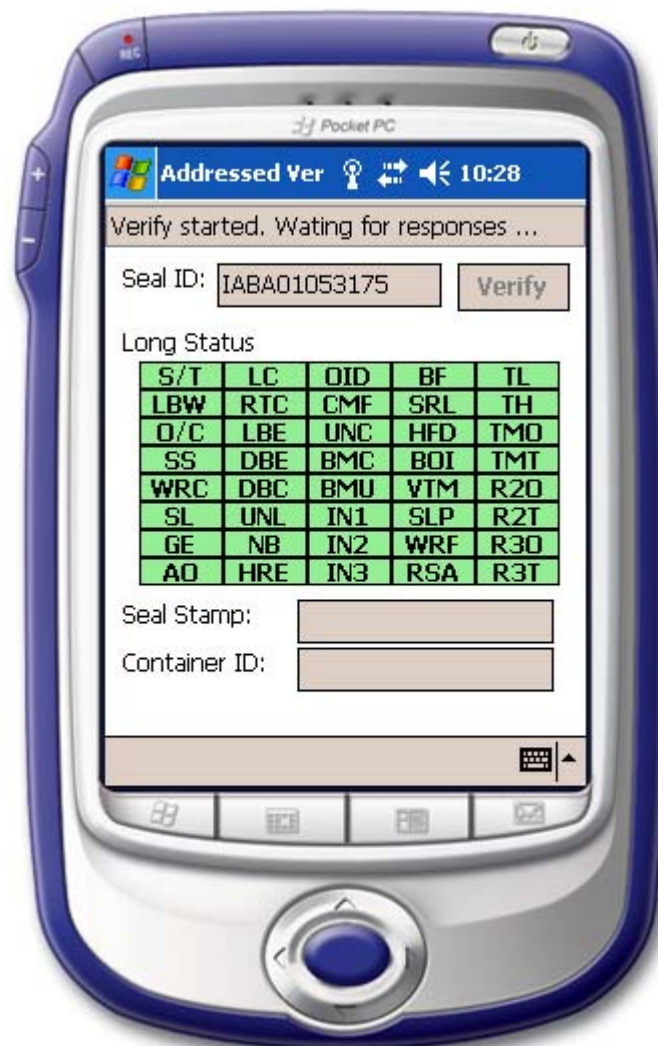 REC
Pocket PC
Addressed Ver 10:28
Verify started. Wating for responses ...
Seal ID: IABA01053175 Verify
Long Status
S/T LC OID BF TL
LBW RTC CMF SRL TH
O/C LBE UNC HFD TMO
SS DBE BMC BOI TMT
WRC DBC BMU VTM R2O
SL UNL IN1 SLP R2T
GE NB IN2 WRF R3O
AO HRE IN3 RSA R3T
Seal Stamp:
Container ID: